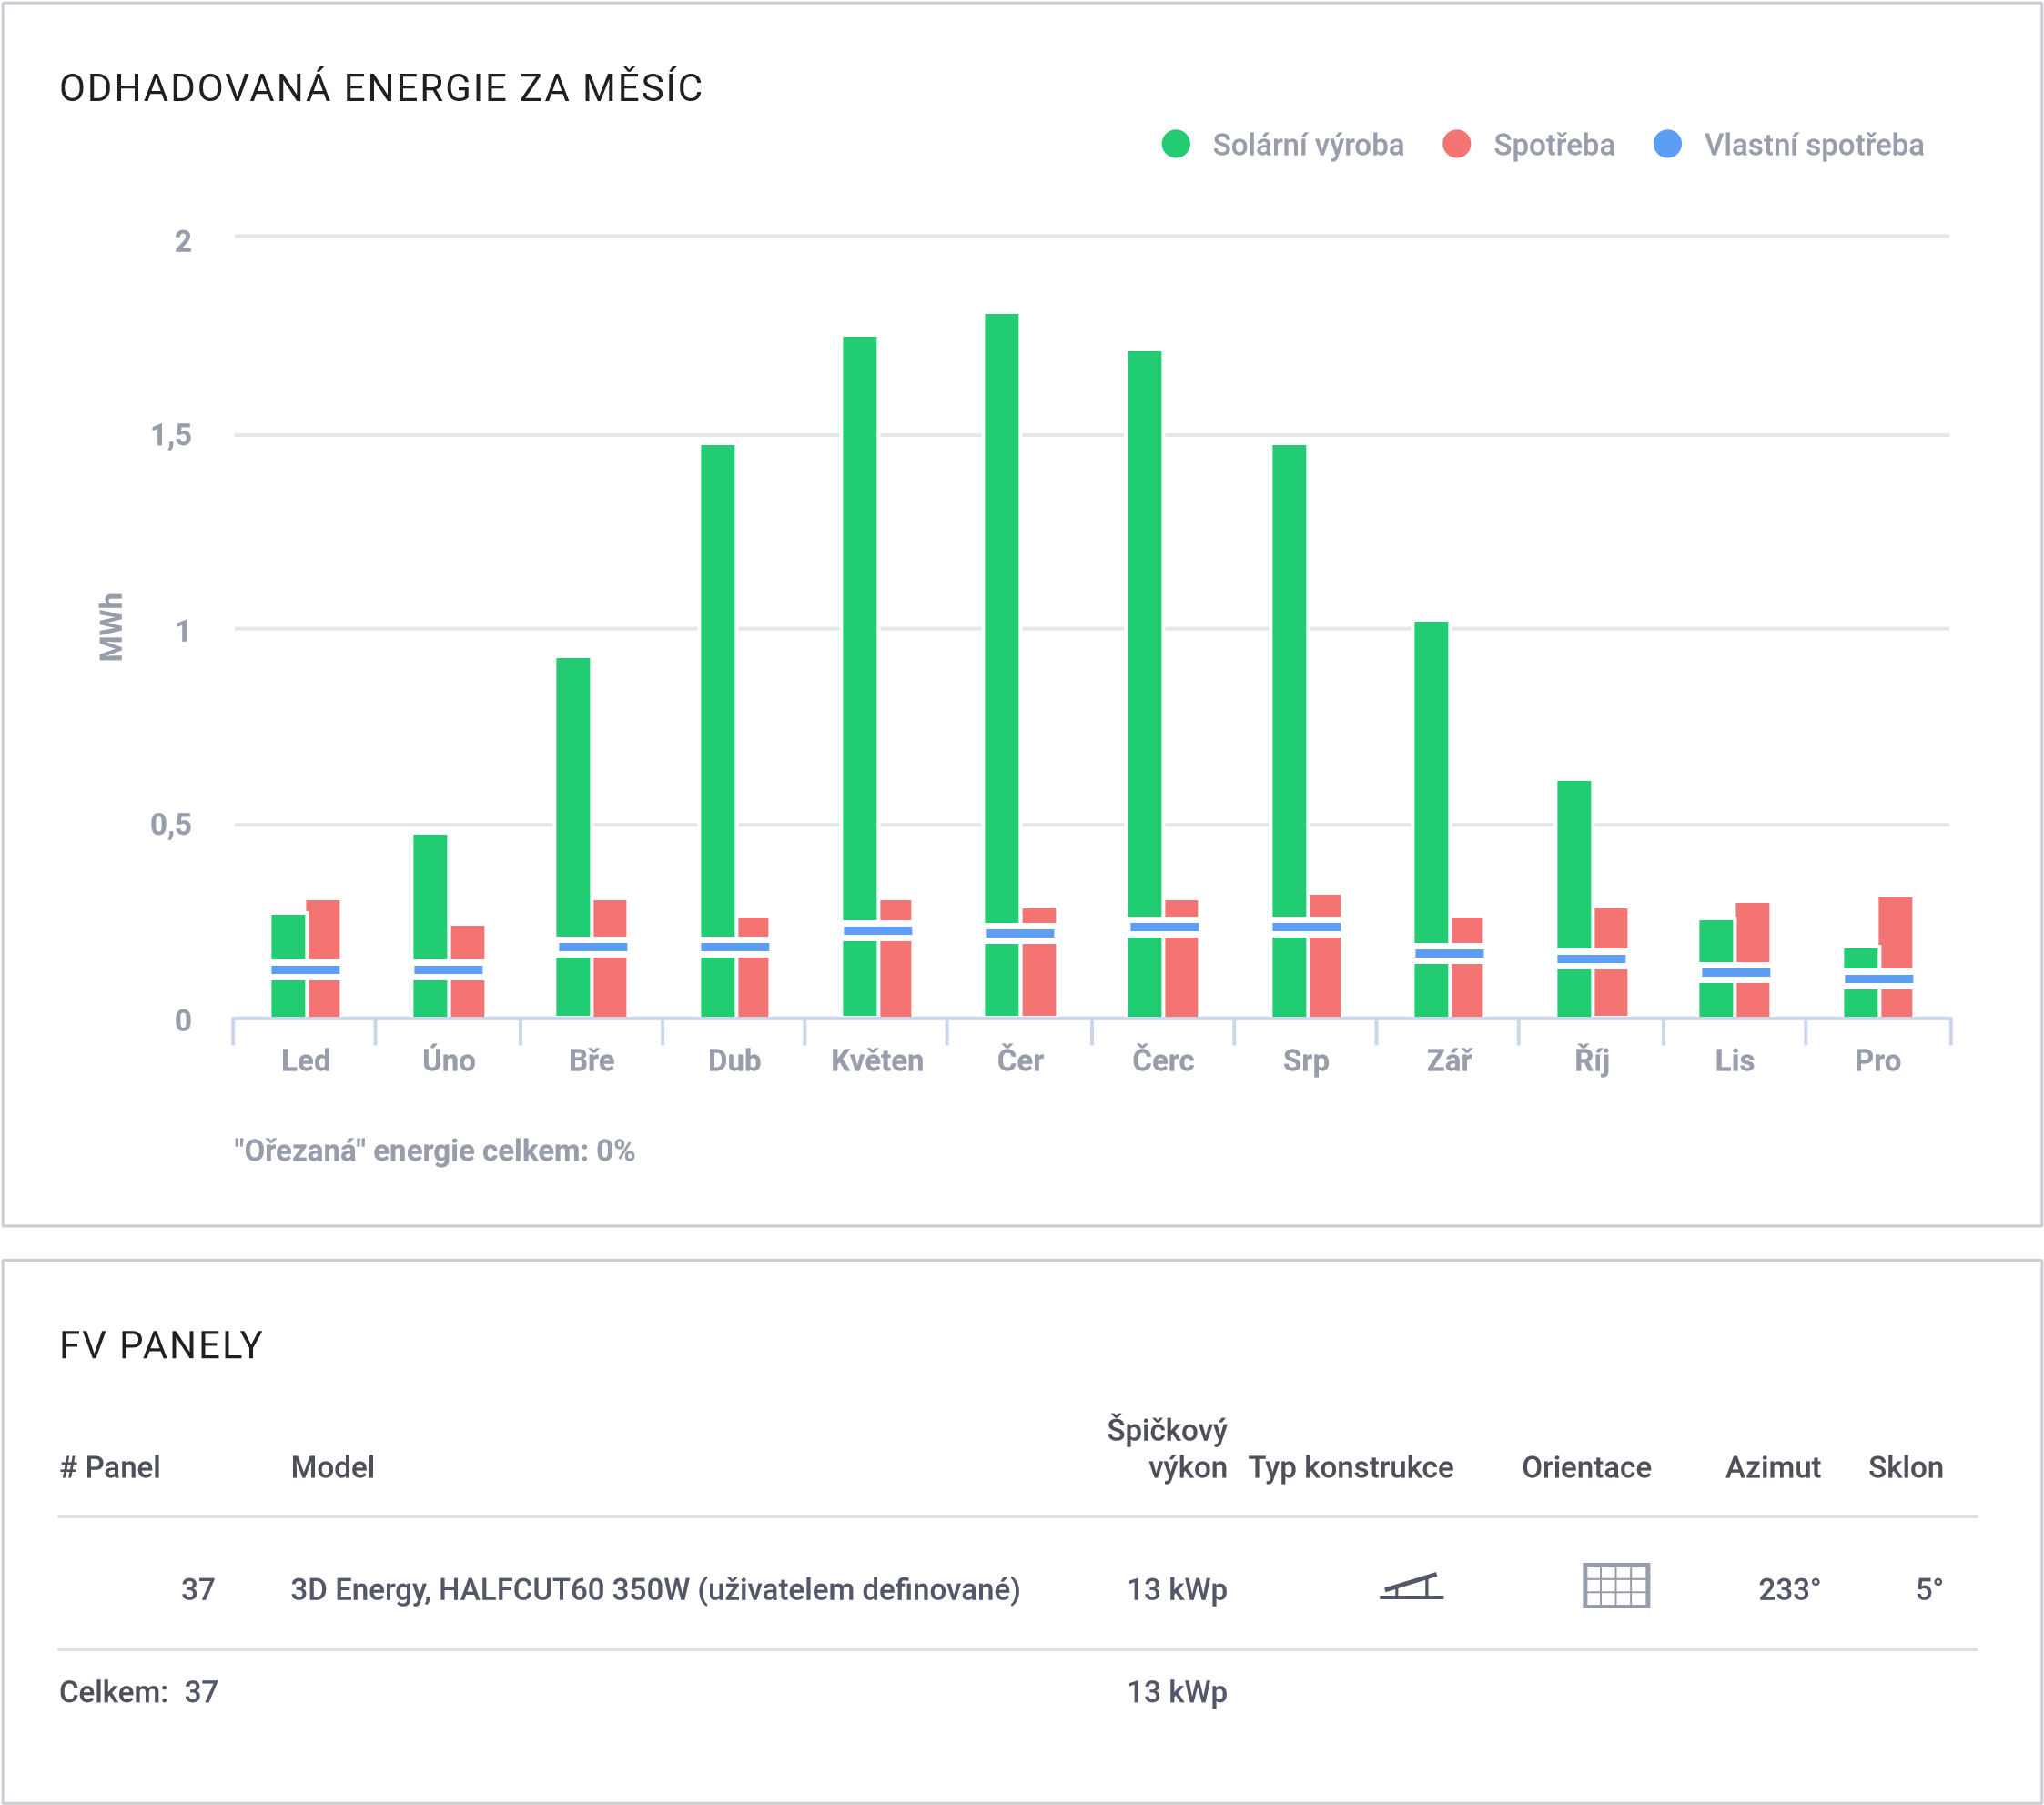 ODHADOVANÁ ENERGIE ZA MĚSÍC
Solární výroba Spotřeba Vlastní spotřeba
2
1,5
1
0,5
0
MWh
Led Úno Bře Dub Květen Čer Čerc Srp Zář Říj Lis Pro
"Ořezaná" energie celkem: 0%
FV PANELY
# Panel Model Špičkový výkon Typ konstrukce Orientace Azimut Sklon
37 3D Energy, HALFCUT60 350W (uživatelem definované) 13 kWp 233° 5°
Celkem: 37 13 kWp